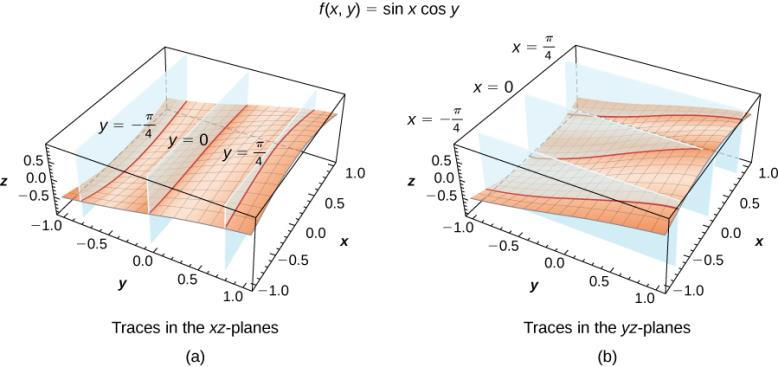 f(x, y) = sin x cos y
y = −π/4
y = 0
y = π/4
0.5
0.0
−0.5
z
−1.0
−0.5
0.0
0.5
1.0
y
−1.0
−0.5
0.0
0.5
1.0
x
Traces in the xz-planes
(a)
x = π/4
x = 0
x = −π/4
0.5
0.0
−0.5
z
−1.0
−0.5
0.0
0.5
1.0
y
−1.0
−0.5
0.0
0.5
1.0
x
Traces in the yz-planes
(b)